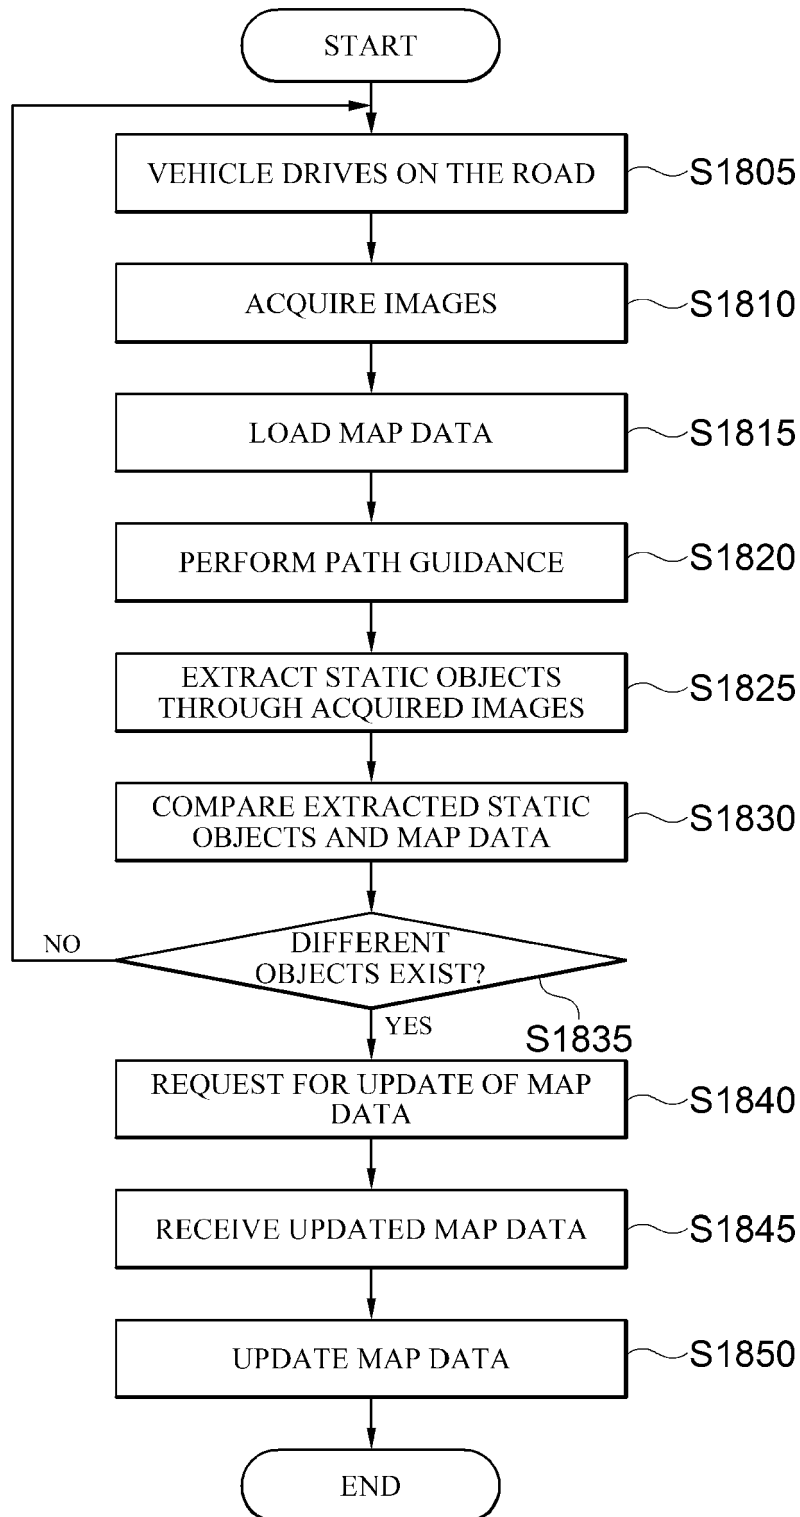 START
VEHICLE DRIVES ON THE ROAD
S1805
ACQUIRE IMAGES
S1810
LOAD MAP DATA
S1815
PERFORM PATH GUIDANCE
S1820
EXTRACT STATIC OBJECTS
THROUGH ACQUIRED IMAGES
S1825
COMPARE EXTRACTED STATIC
OBJECTS AND MAP DATA
S1830
NO
DIFFERENT
OBJECTS EXIST?
YES
S1835
REQUEST FOR UPDATE OF MAP
DATA
S1840
RECEIVE UPDATED MAP DATA
S1845
UPDATE MAP DATA
S1850
END